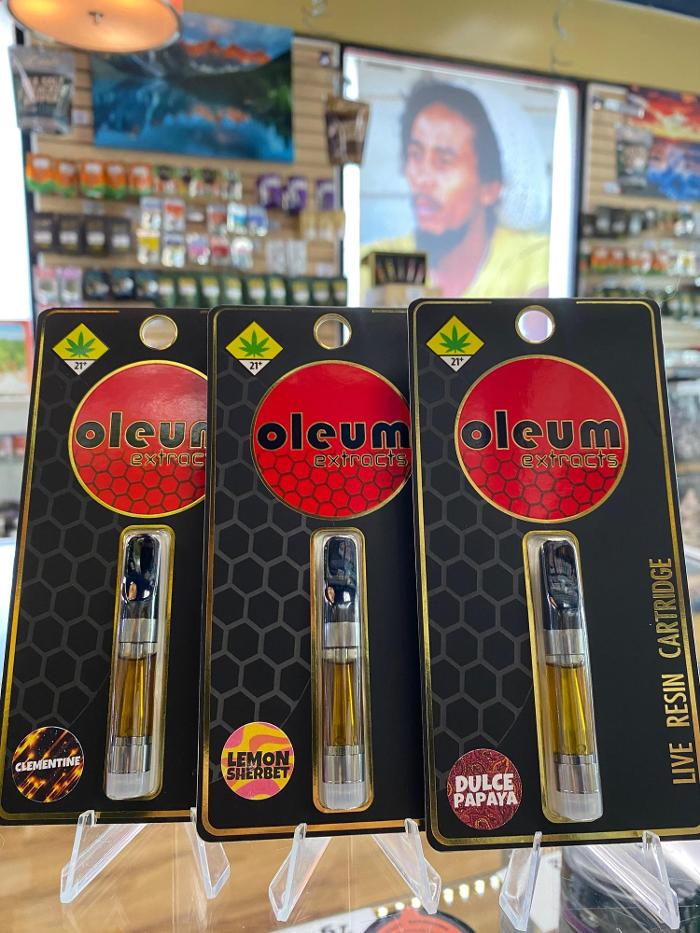 21+
oleum
extracts
CLEMENTINE
21+
oleum
extracts
LEMON
SHERBET
21+
oleum
extracts
DULCE
PAPAYA
LIVE RESIN CARTRIDGE